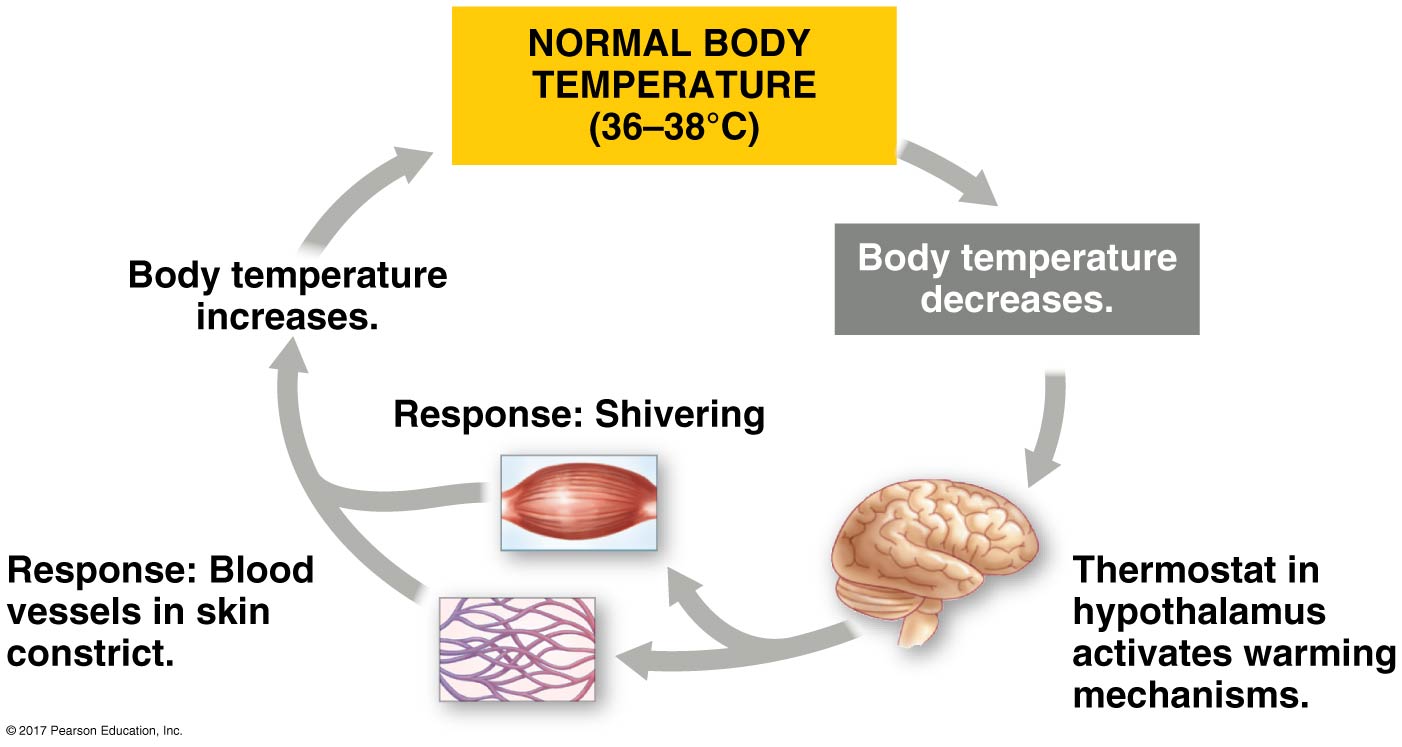 NORMAL BODY
TEMPERATURE
(36–38°C)
Body temperature
decreases.
Body temperature
increases.
Response: Shivering
Response: Blood
vessels in skin
constrict.
Thermostat in
hypothalamus
activates warming
mechanisms.
© 2017 Pearson Education, Inc.